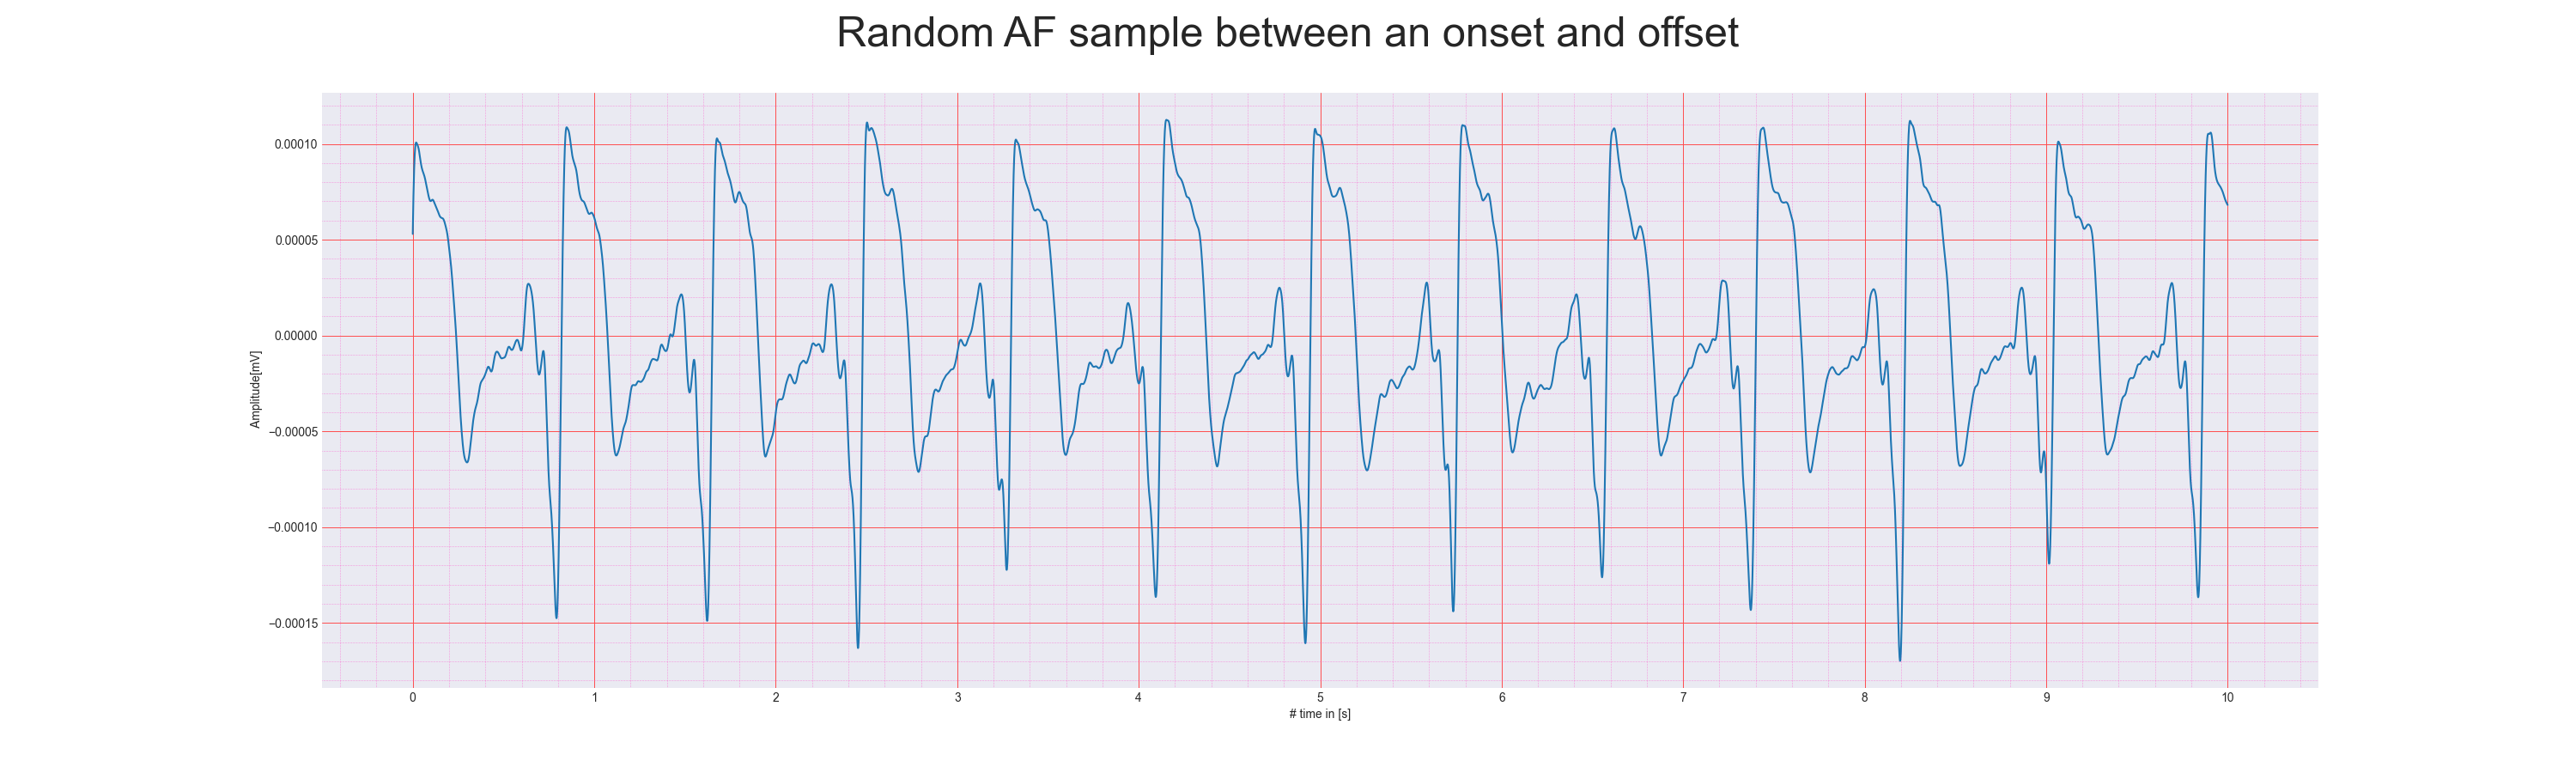 Random AF sample between an onset and offset
0.00010
0.00005
0.00000
−0.00005
−0.00010
−0.00015
Amplitude[mV]
0 1 2 3 4 5 6 7 8 9 10
# time in [s]